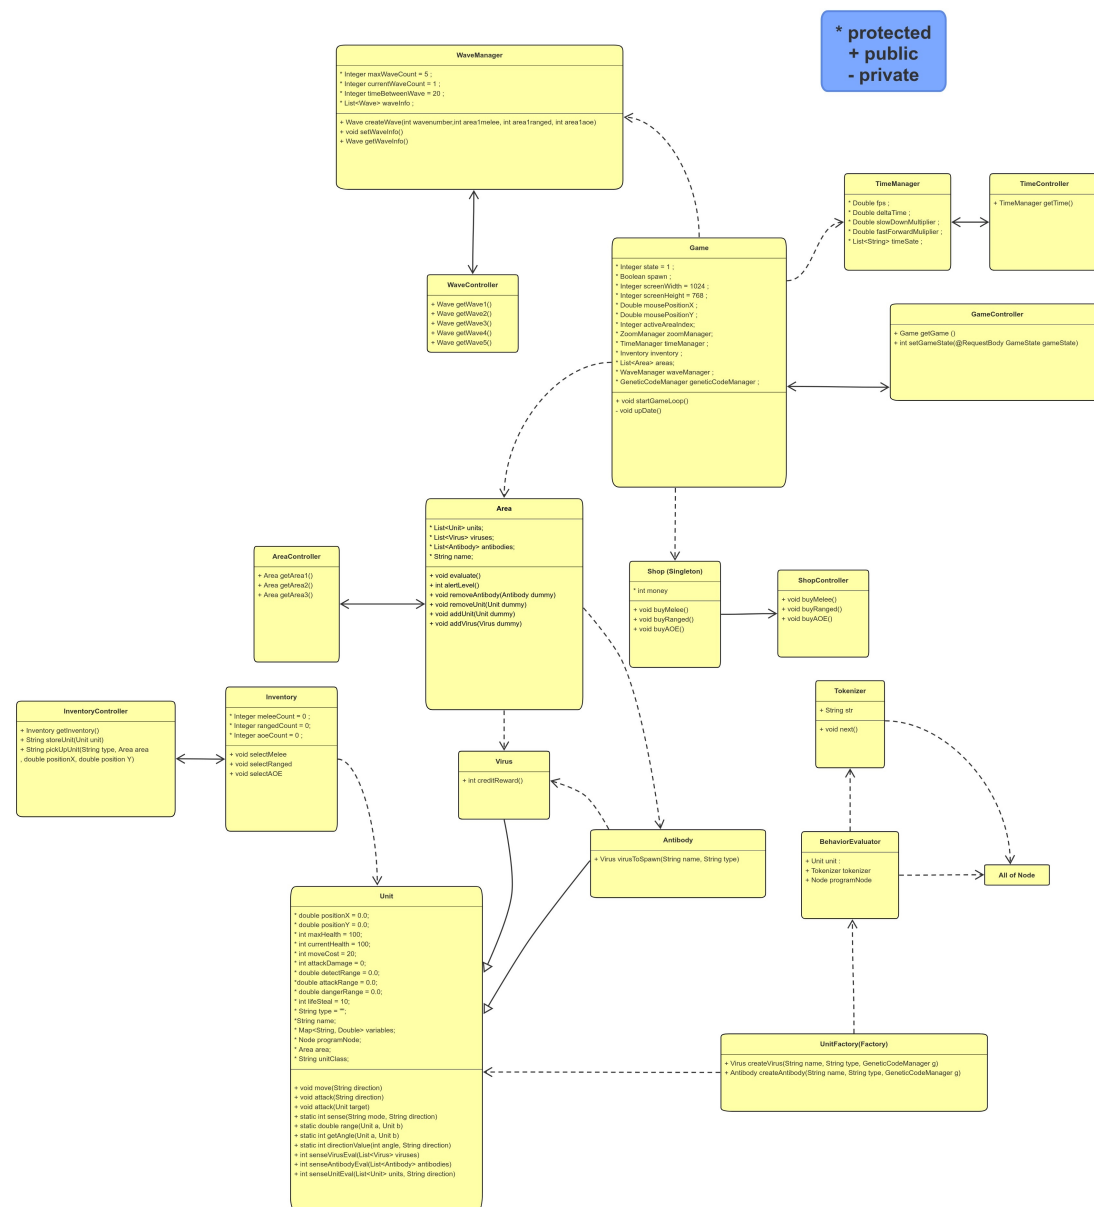 * protected
+ public
- private
WaveManager
* Integer maxWaveCount = 5 ;
* Integer currentWaveCount = 1 ;
* Integer timeBetweenWave = 20 ;
* List<Wave> waveInfo ;
+ Wave createWave(int wavenumber,int area1melee, int area1ranged, int area1aoe)
+ void setWaveInfo()
+ Wave getWaveInfo()
TimeManager
* Double fps ;
* Double deltaTime ;
* Double slowDownMultiplier ;
* Double fastForwardMuliplier ;
* List<String> timeSate ;
TimeController
+ TimeManager getTime()
Game
* Integer state = 1 ;
* Boolean spawn ;
* Integer screenWidth = 1024 ;
* Integer screenHeight = 768 ;
* Double mousePositionX ;
* Double mousePositionY ;
* Integer activeAreaIndex;
* ZoomManager zoomManager;
* TimeManager timeManager ;
* Inventory inventory ;
* List<Area> areas;
* WaveManager waveManager ;
* GeneticCodeManager geneticCodeManager ;
+ void startGameLoop()
- void upDate()
WaveController
+ Wave getWave1()
+ Wave getWave2()
+ Wave getWave3()
+ Wave getWave4()
+ Wave getWave5()
GameController
+ Game getGame ()
+ int setGameState(@RequestBody GameState gameState)
Area
* List<Unit> units;
* List<Virus> viruses;
* List<Antibody> antibodies;
* String name;
+ void evaluate()
+ int alertLevel()
+ void removeAntibody(Antibody dummy)
+ void removeUnit(Unit dummy)
+ void addUnit(Unit dummy)
+ void addVirus(Virus dummy)
AreaController
+ Area getArea1()
+ Area getArea2()
+ Area getArea3()
Shop (Singleton)
* int money
+ void buyMelee()
+ void buyRanged()
+ void buyAOE()
ShopController
+ void buyMelee()
+ void buyRanged()
+ void buyAOE()
InventoryController
+ Inventory getInventory()
+ String storeUnit(Unit unit)
+ String pickUpUnit(String type, Area area
, double positionX, double position Y)
Inventory
* Integer meleeCount = 0 ;
* Integer rangedCount = 0;
* Integer aoeCount = 0 ;
+ void selectMelee
+ void selectRanged
+ void selectAOE
Tokenizer
+ String str
+ void next()
Virus
+ int creditReward()
Antibody
+ Virus virusToSpawn(String name, String type)
BehaviorEvaluator
+ Unit unit :
+ Tokenizer tokenizer
+ Node programNode
All of Node
Unit
* double positionX = 0.0;
* double positionY = 0.0;
* int maxHealth = 100;
* int currentHealth = 100;
* int moveCost = 20;
* int attackDamage = 0;
* double detectRange = 0.0;
*double attackRange = 0.0;
* double dangerRange = 0.0;
* int lifeSteal = 10;
* String type = "";
*String name;
* Map<String, Double> variables;
* Node programNode;
* Area area;
* String unitClass;
+ void move(String direction)
+ void attack(String direction)
+ void attack(Unit target)
+ static int sense(String mode, String direction)
+ static double range(Unit a, Unit b)
+ static int getAngle(Unit a, Unit b)
+ static int directionValue(int angle, String direction)
+ int senseVirusEval(List<Virus> viruses)
+ int senseAntibodyEval(List<Antibody> antibodies)
+ int senseUnitEval(List<Unit> units, String direction)
UnitFactory(Factory)
+ Virus createVirus(String name, String type, GeneticCodeManager g)
+ Antibody createAntibody(String name, String type, GeneticCodeManager g)